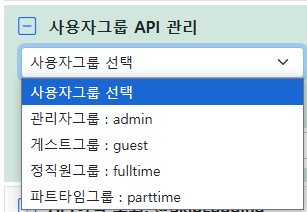 사용자그룹 API 관리
사용자그룹 선택
사용자그룹 선택
관리자그룹 : admin
게스트그룹 : guest
정직원그룹 : fulltime
파트타임그룹 : parttime